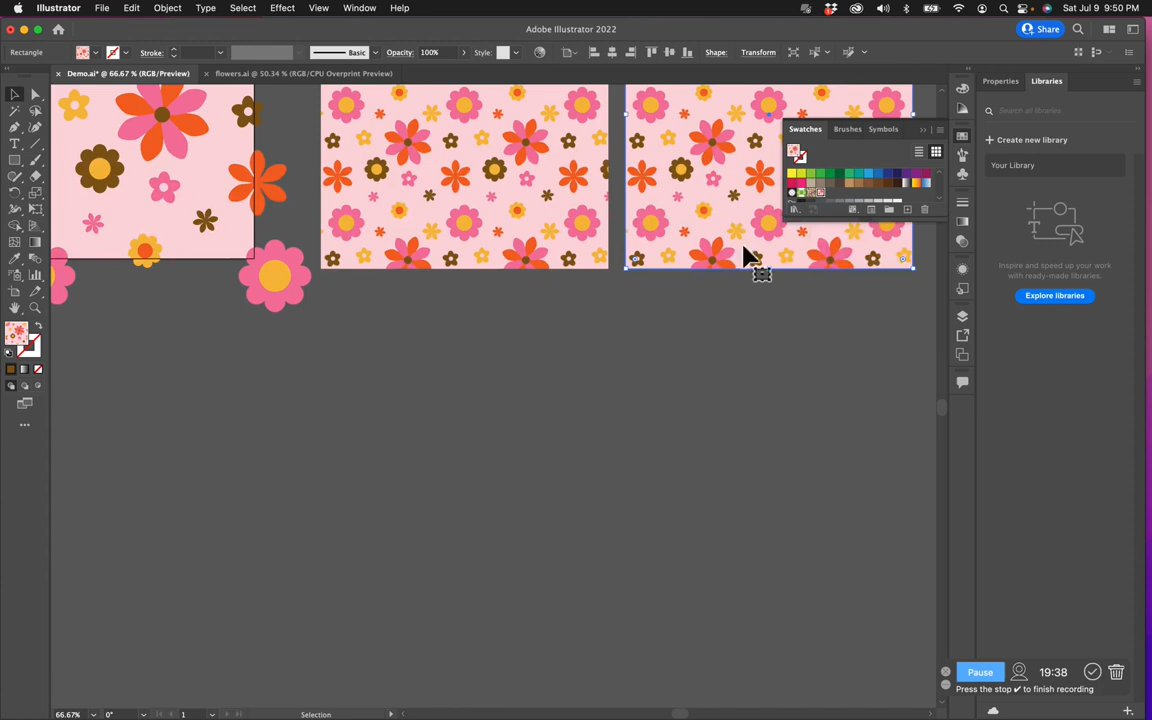 Illustrator File Edit Object Type Select Effect View Window Help Sat Jul 9 9:50 PM
Adobe Illustrator 2022 Share
Rectangle Stroke: Basic Opacity: 100% Style: Shape: Transform
× Demo.ai* @ 66.67 % (RGB/Preview) × flowers.ai @ 50.34 % (RGB/CPU Overprint Preview)
Properties Libraries
Search all libraries
+ Create new library
Your Library
Inspire and speed up your work
with ready-made libraries.
Explore libraries
Swatches Brushes Symbols
Pause 19:38
Press the stop ✔ to finish recording
66.67% 0° 1 Selection